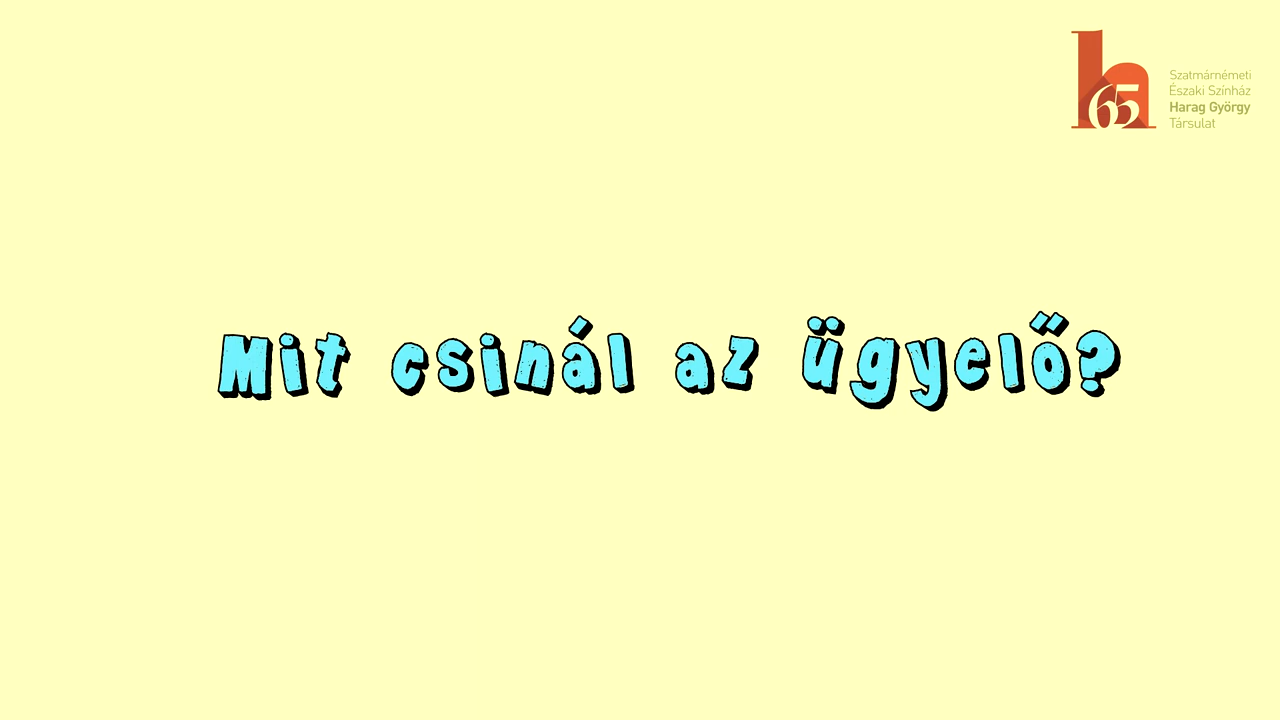 65
Szatmárnémeti
Északi Színház
Harag György
Társulat
Mit csinál az ügyelő?